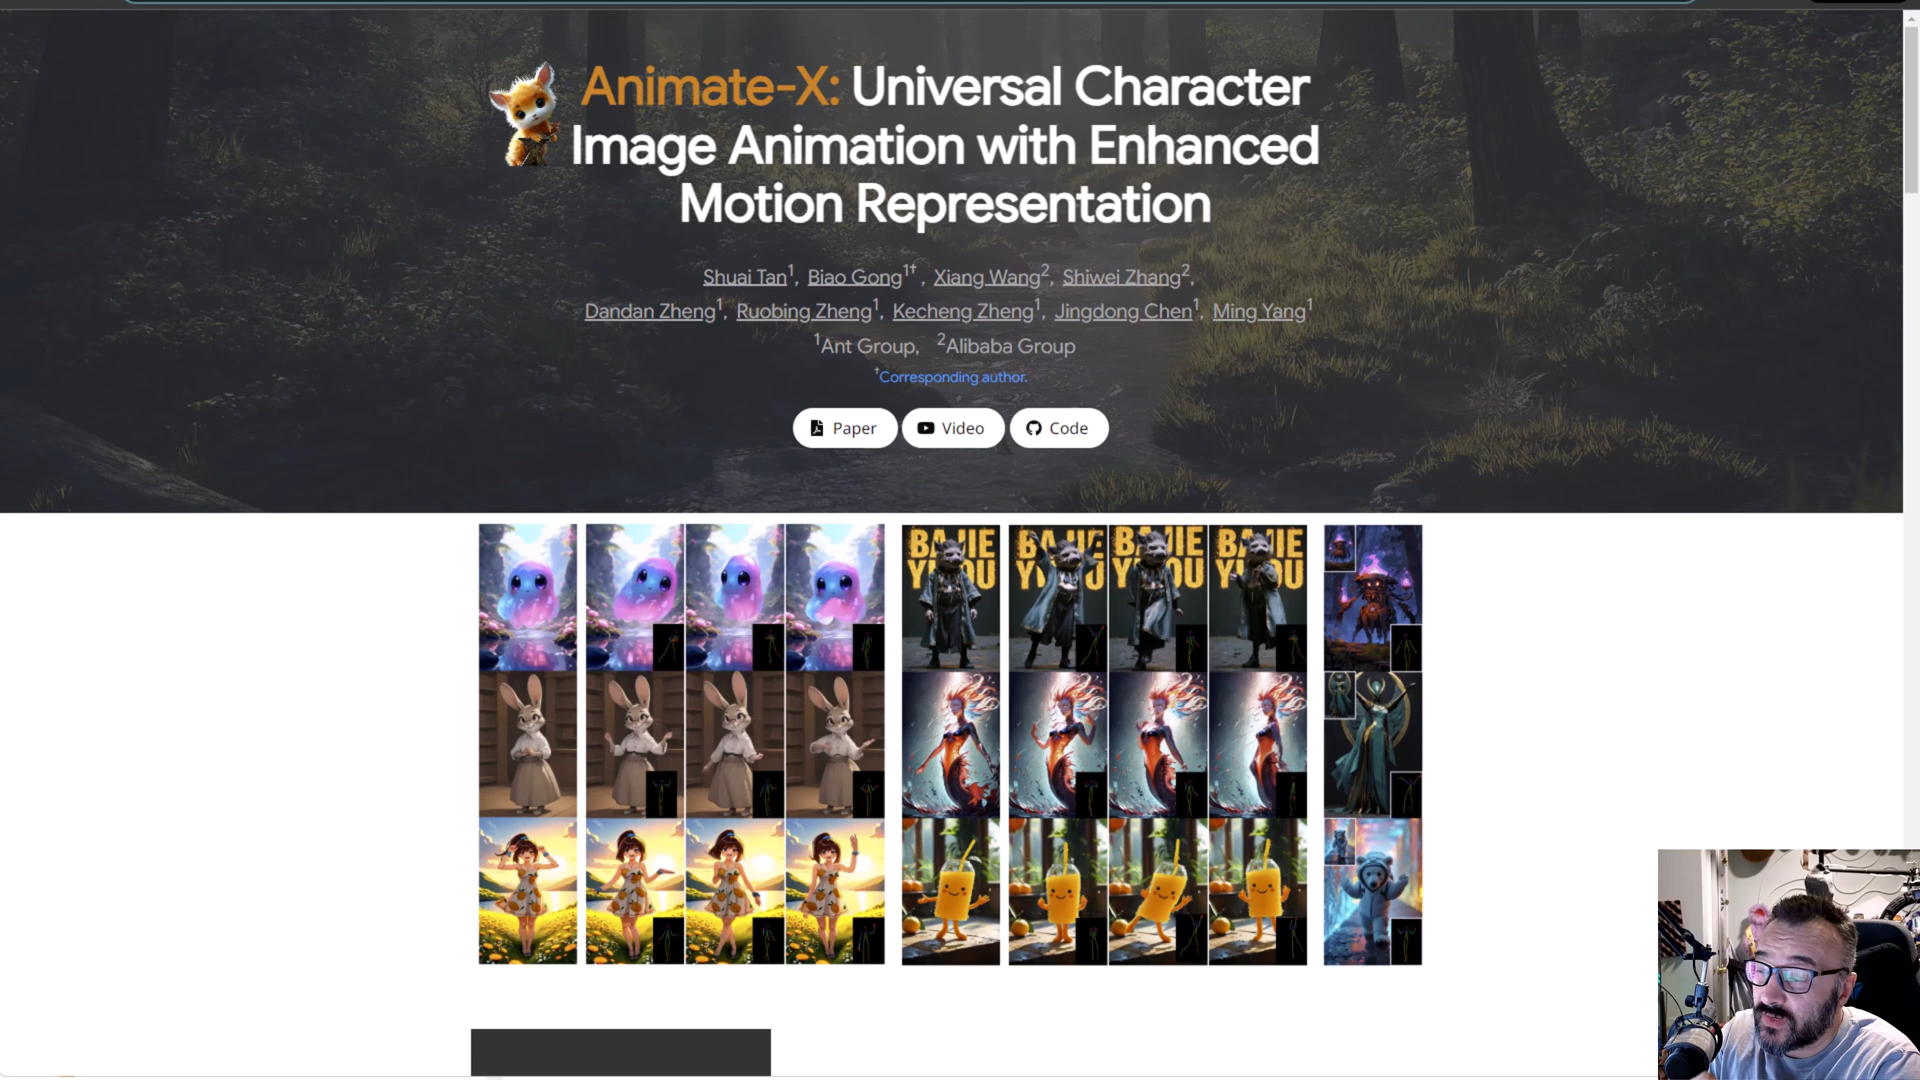 Animate-X: Universal Character
Image Animation with Enhanced
Motion Representation
Shuai Tan¹, Biao Gong¹†, Xiang Wang², Shiwei Zhang²,
Dandan Zheng¹, Ruobing Zheng¹, Kecheng Zheng¹, Jingdong Chen¹, Ming Yang¹
¹Ant Group, ²Alibaba Group
†Corresponding author.
Paper Video Code